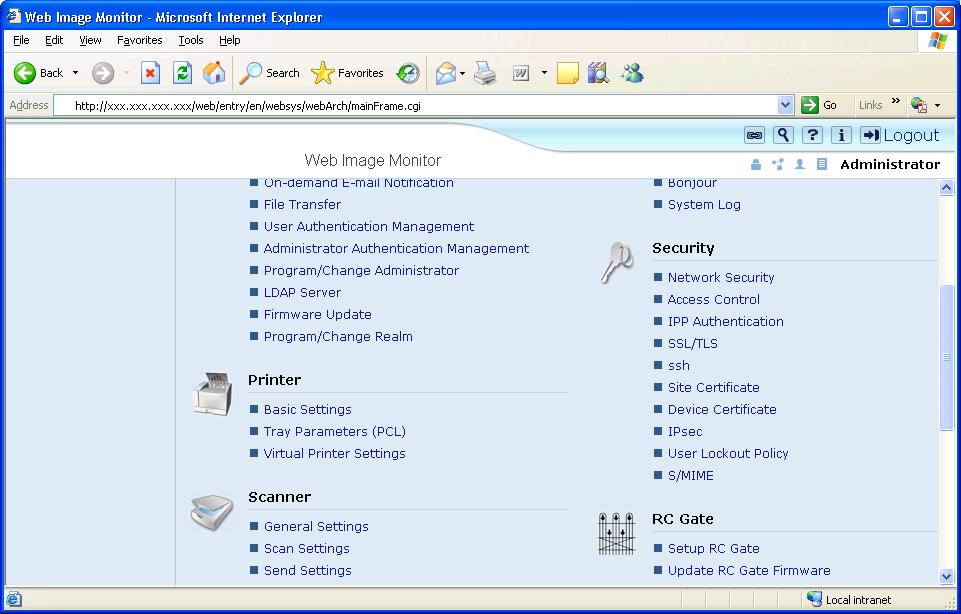 Web Image Monitor - Microsoft Internet Explorer
File Edit View Favorites Tools Help
Back Search Favorites W
Address http://xxx.xxx.xxx.xxx/web/entry/en/websys/webArch/mainFrame.cgi Go Links »
? i Logout
Web Image Monitor
Administrator
On-demand E-mail Notification
File Transfer
User Authentication Management
Administrator Authentication Management
Program/Change Administrator
LDAP Server
Firmware Update
Program/Change Realm
Printer
Basic Settings
Tray Parameters (PCL)
Virtual Printer Settings
Scanner
General Settings
Scan Settings
Send Settings
Bonjour
System Log
Security
Network Security
Access Control
IPP Authentication
SSL/TLS
ssh
Site Certificate
Device Certificate
IPsec
User Lockout Policy
S/MIME
RC Gate
Setup RC Gate
Update RC Gate Firmware
Local intranet